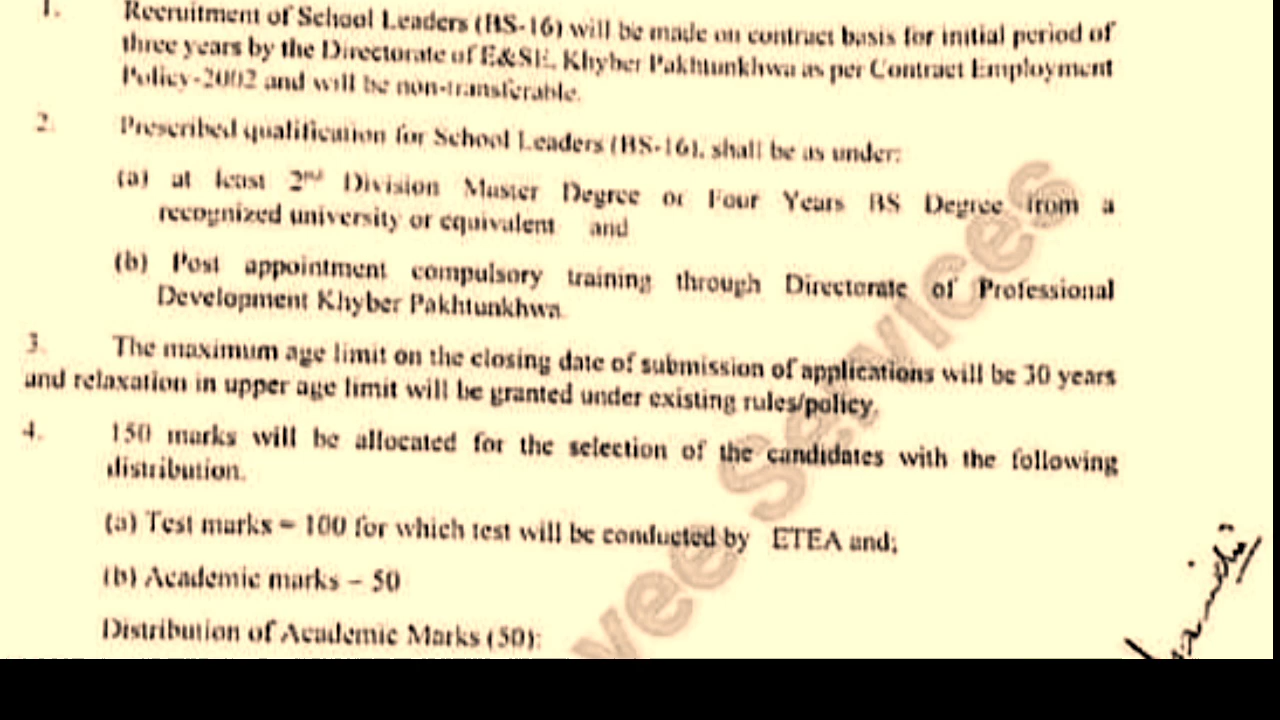 1. Recruitment of School Leaders (BS-16) will be made on contract basis for initial period of
three years by the Directorate of E&SE, Khyber Pakhtunkhwa as per Contract Employment
Policy-2002 and will be non-transferable.
2. Prescribed qualification for School Leaders (BS-16), shall be as under:
(a) at least 2nd Division Master Degree or Four Years BS Degree from a
recognized university or equivalent and
(b) Post appointment compulsory training through Directorate of Professional
Development Khyber Pakhtunkhwa.
3. The maximum age limit on the closing date of submission of applications will be 30 years
and relaxation in upper age limit will be granted under existing rules/policy.
4. 150 marks will be allocated for the selection of the candidates with the following
distribution.
(a) Test marks = 100 for which test will be conducted by ETEA and;
(b) Academic marks – 50
Distribution of Academic Marks (50):
vee Services